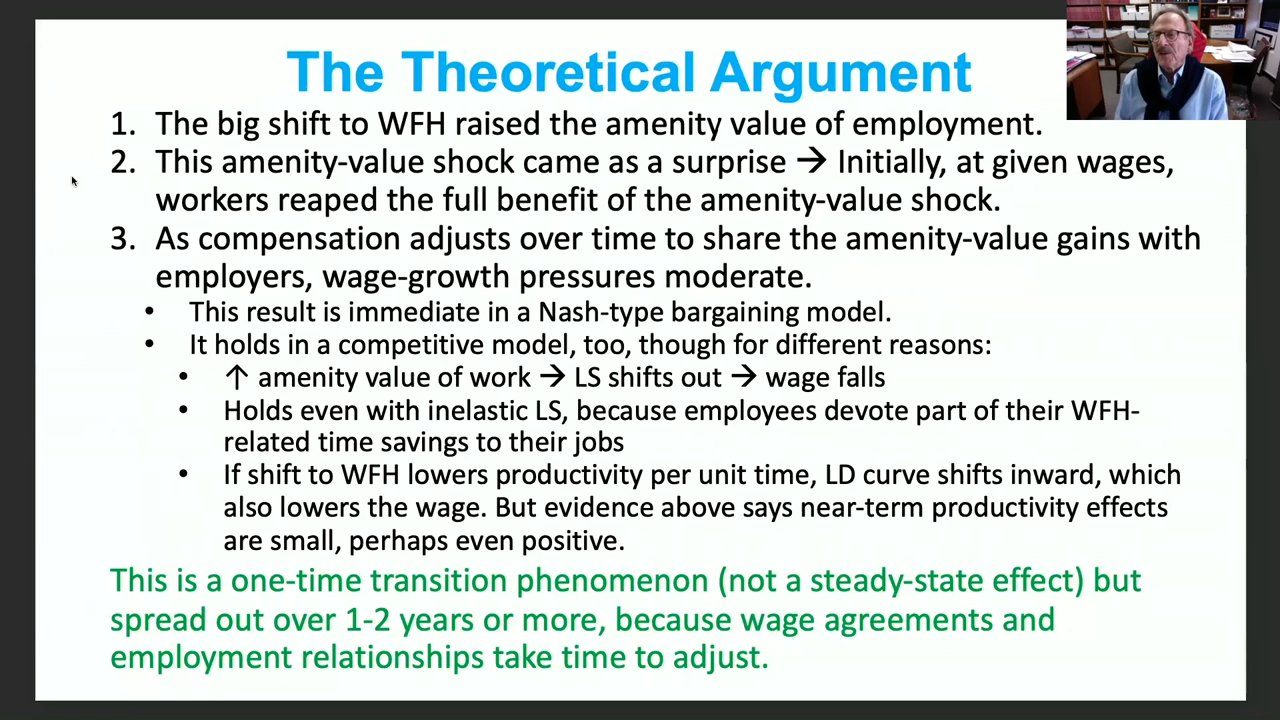 The Theoretical Argument
1. The big shift to WFH raised the amenity value of employment.
2. This amenity-value shock came as a surprise → Initially, at given wages,
workers reaped the full benefit of the amenity-value shock.
3. As compensation adjusts over time to share the amenity-value gains with
employers, wage-growth pressures moderate.
• This result is immediate in a Nash-type bargaining model.
• It holds in a competitive model, too, though for different reasons:
• ↑ amenity value of work → LS shifts out → wage falls
• Holds even with inelastic LS, because employees devote part of their WFH-
related time savings to their jobs
• If shift to WFH lowers productivity per unit time, LD curve shifts inward, which
also lowers the wage. But evidence above says near-term productivity effects
are small, perhaps even positive.
This is a one-time transition phenomenon (not a steady-state effect) but
spread out over 1-2 years or more, because wage agreements and
employment relationships take time to adjust.